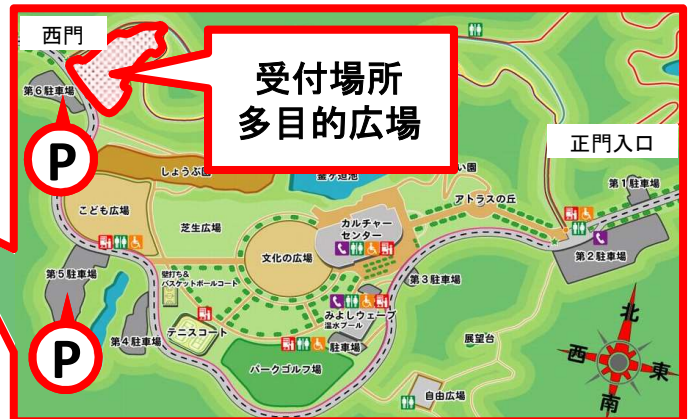 西門
第6駐車場
P
受付場所
多目的広場
正門入口
しょうぶ園
い園
アトラスの丘
第1駐車場
第2駐車場
こども広場
芝生広場
文化の広場
カルチャー
センター
第3駐車場
第5駐車場
P
壁打ち&
バスケットボールコート
第4駐車場
テニスコート
みよしウェーブ
温水プール
駐車場
パークゴルフ場
展望台
自由広場
北
西
東
南